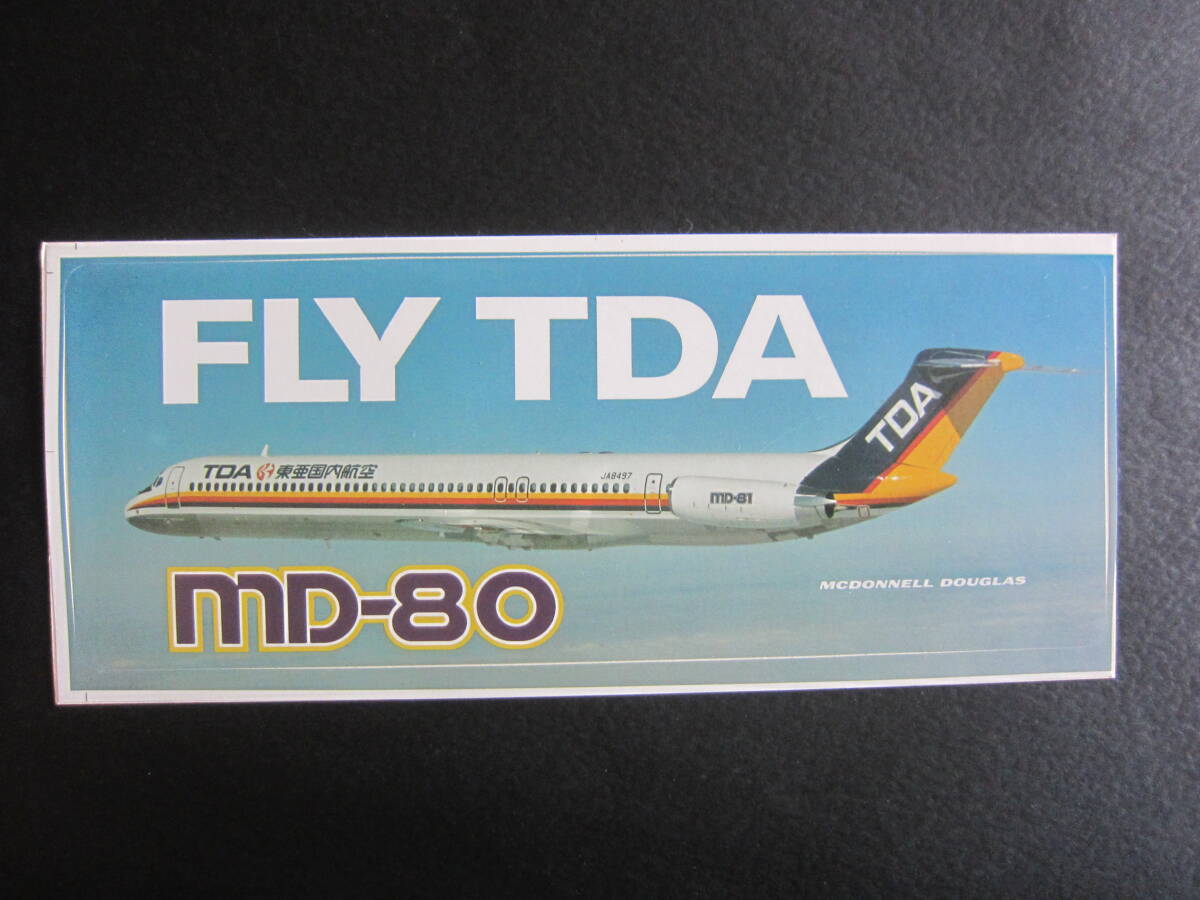 FLY TDA
TDA
TDA 東亜国内航空
JA8497
MD-81
MD-80
MCDONNELL DOUGLAS